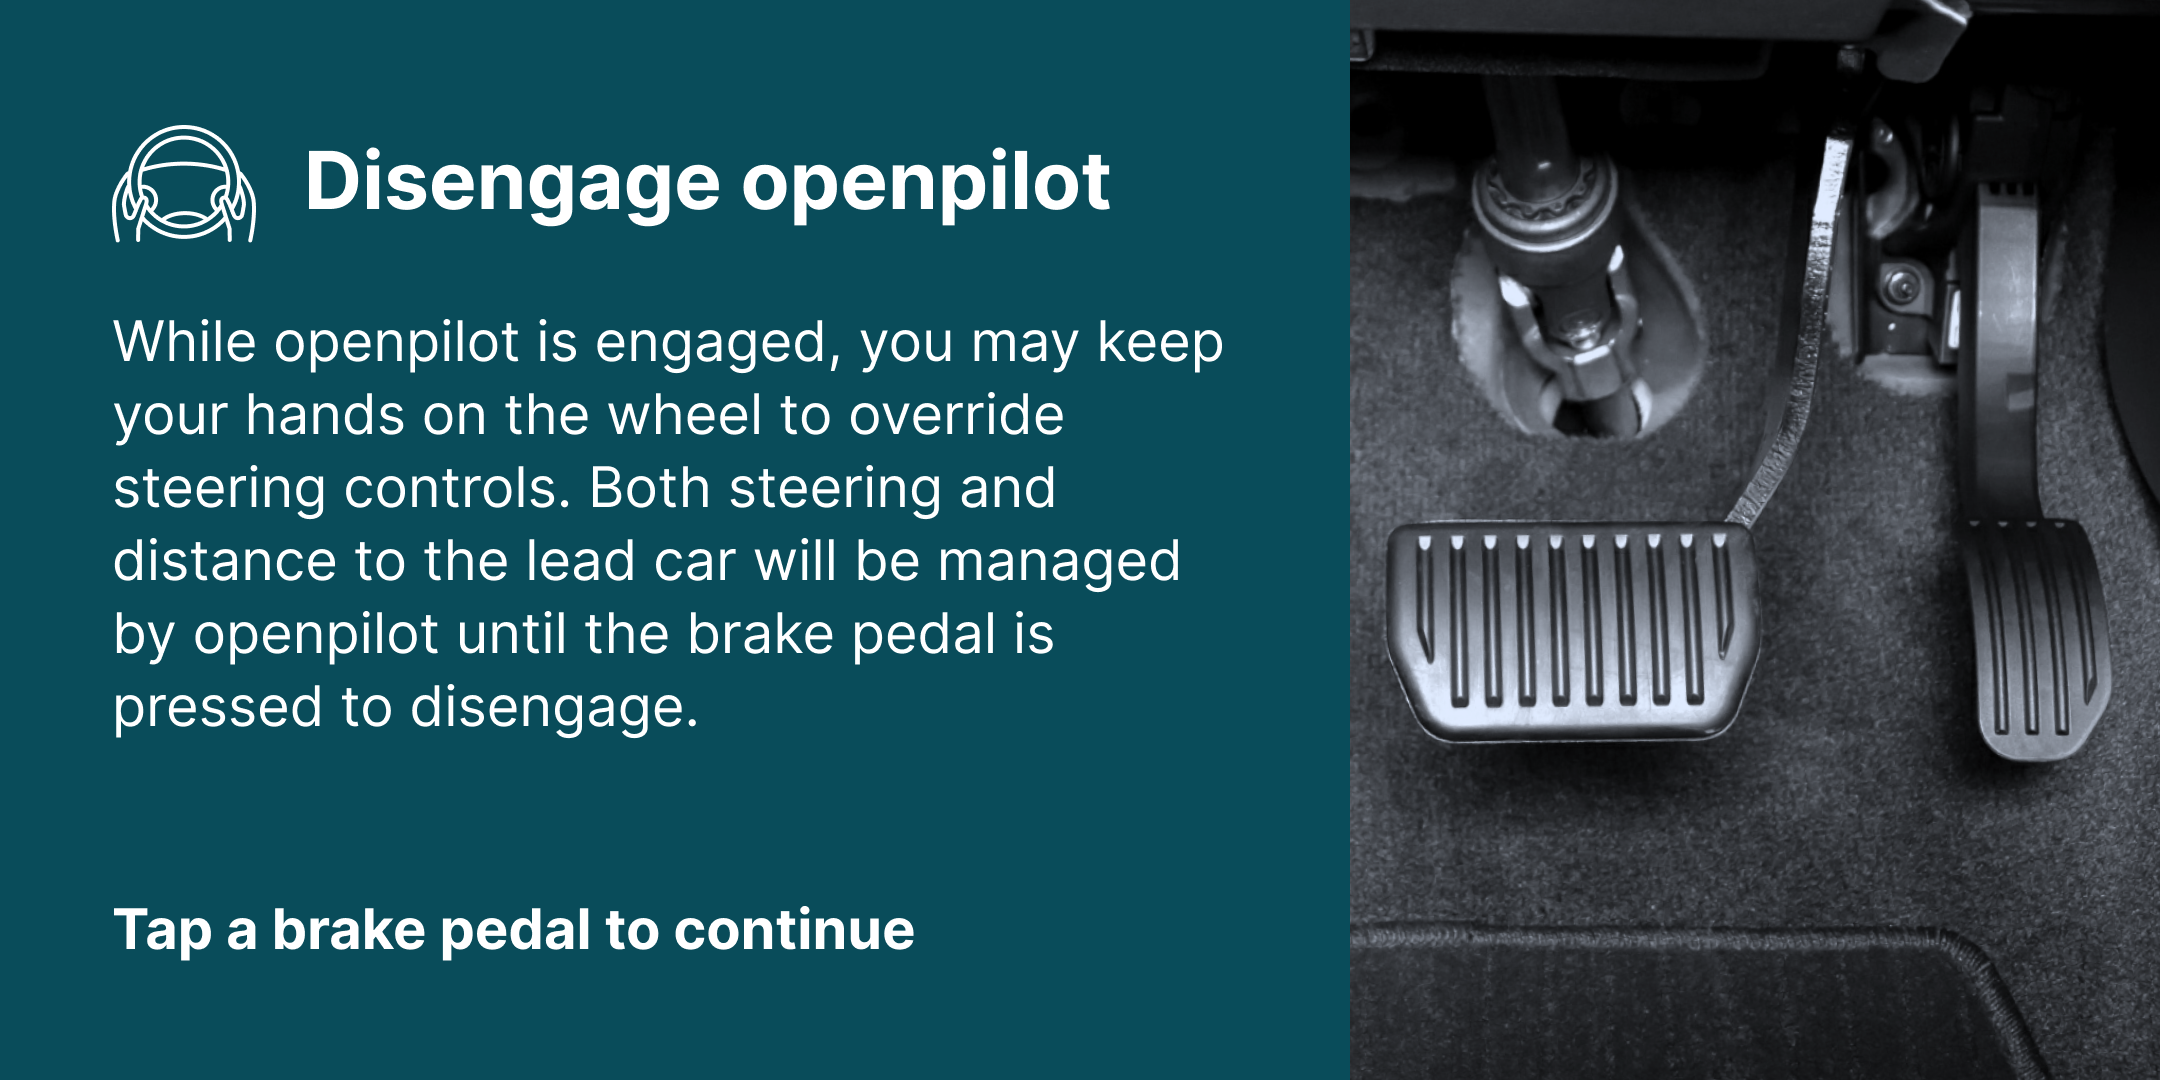 Disengage openpilot
While openpilot is engaged, you may keep
your hands on the wheel to override
steering controls. Both steering and
distance to the lead car will be managed
by openpilot until the brake pedal is
pressed to disengage.
Tap a brake pedal to continue